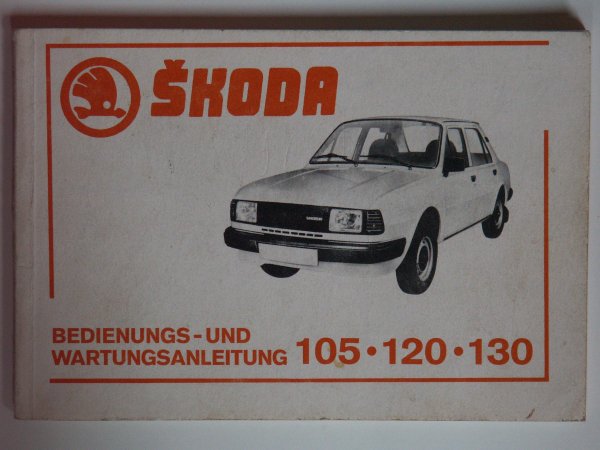 ŠKODA
BEDIENUNGS-UND
WARTUNGSANLEITUNG 105·120·130